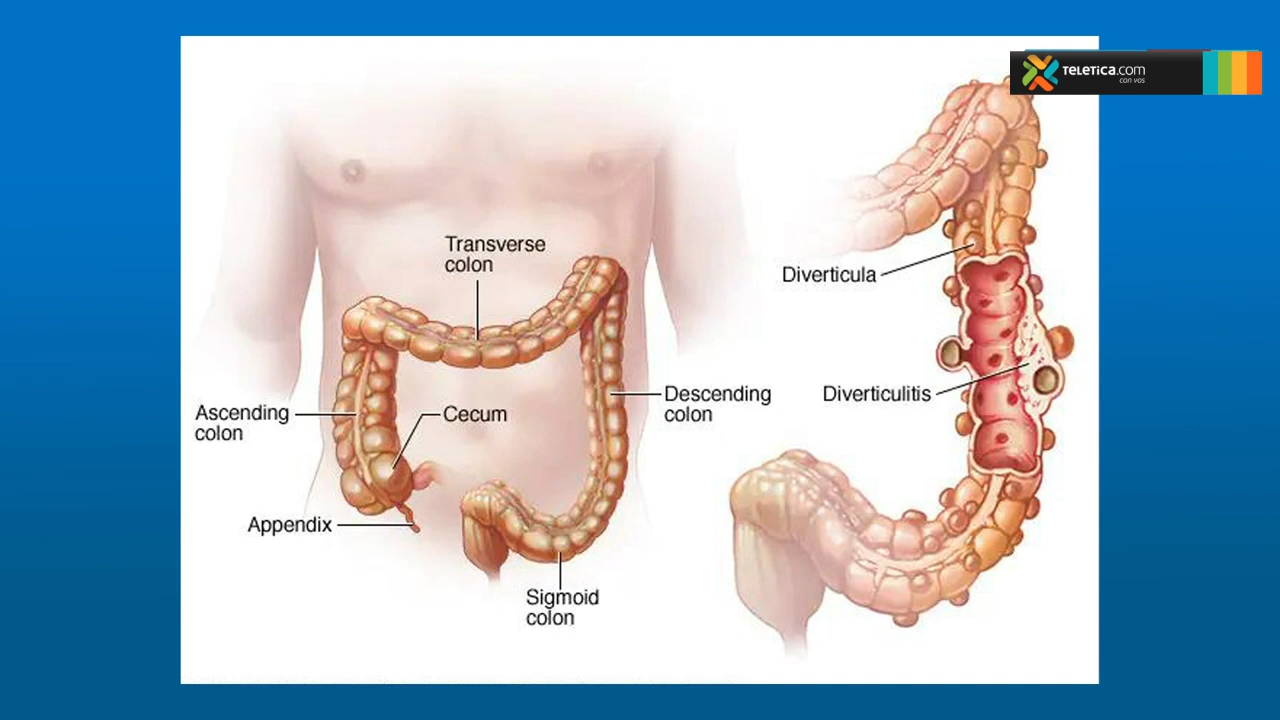 TELETICA.COM
con vos
Transverse
colon
Diverticula
Ascending
colon
Cecum
Descending
colon
Diverticulitis
Appendix
Sigmoid
colon